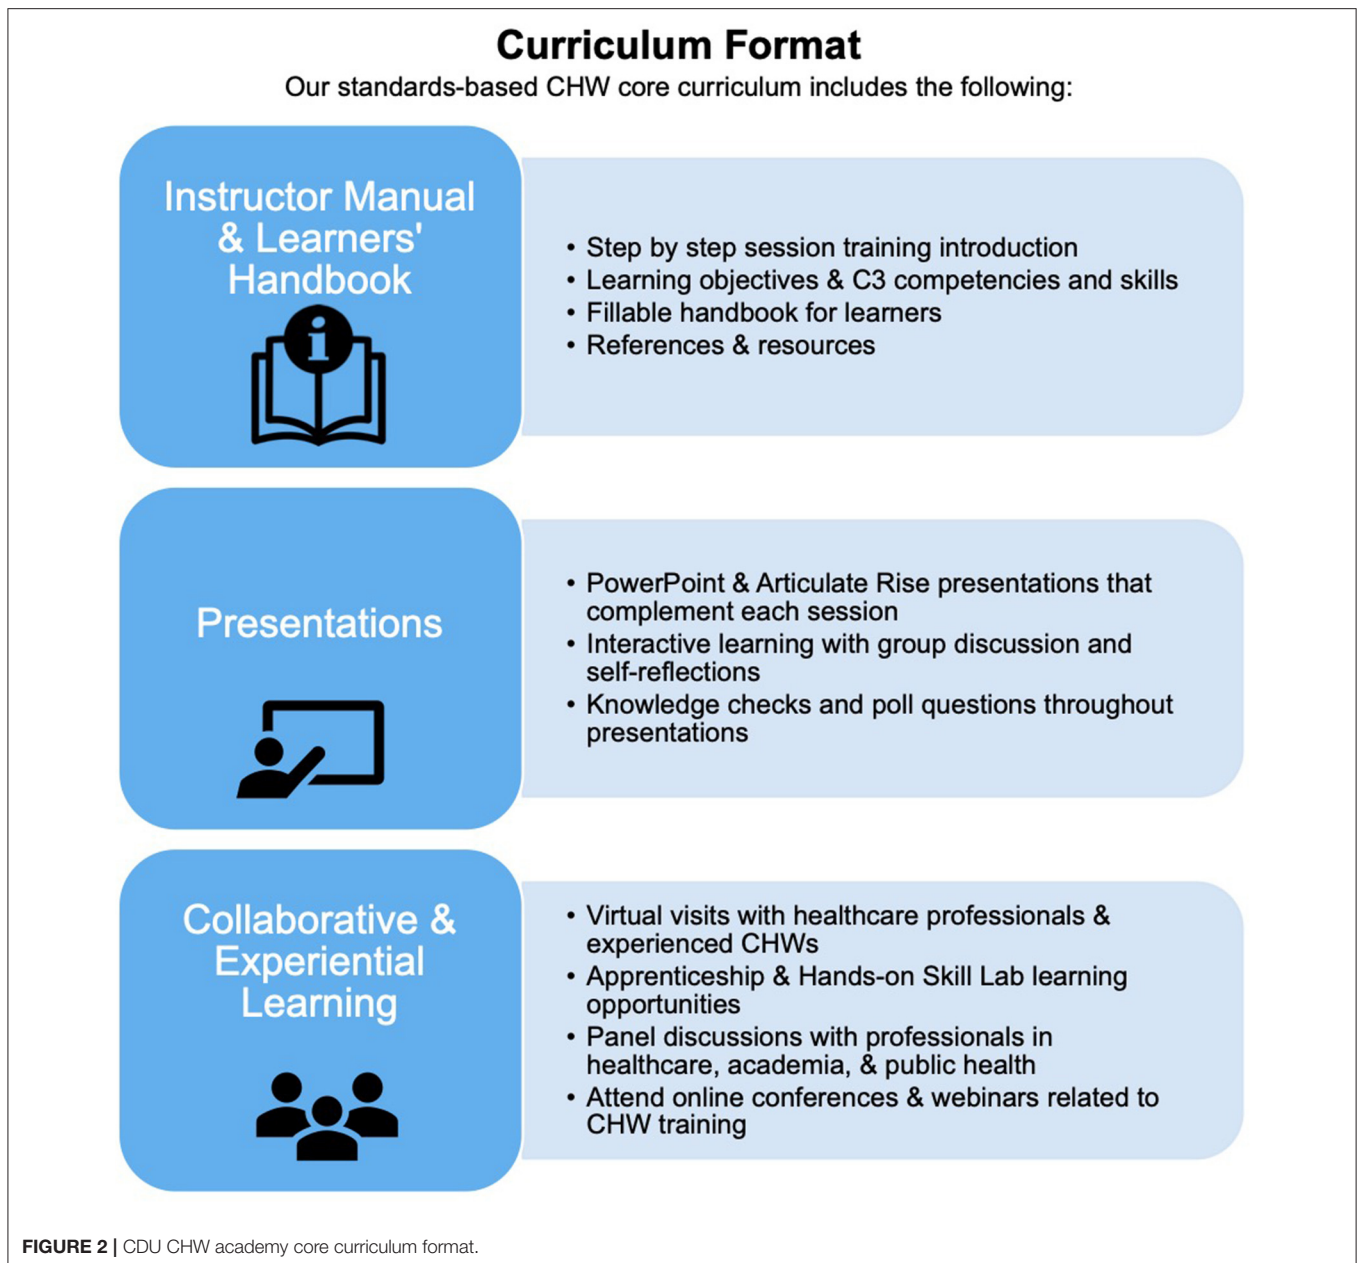 Curriculum Format
Our standards-based CHW core curriculum includes the following:
Instructor Manual
& Learners'
Handbook
i
• Step by step session training introduction
• Learning objectives & C3 competencies and skills
• Fillable handbook for learners
• References & resources
Presentations
• PowerPoint & Articulate Rise presentations that
complement each session
• Interactive learning with group discussion and
self-reflections
• Knowledge checks and poll questions throughout
presentations
Collaborative &
Experiential
Learning
• Virtual visits with healthcare professionals &
experienced CHWs
• Apprenticeship & Hands-on Skill Lab learning
opportunities
• Panel discussions with professionals in
healthcare, academia, & public health
• Attend online conferences & webinars related to
CHW training
FIGURE 2 | CDU CHW academy core curriculum format.